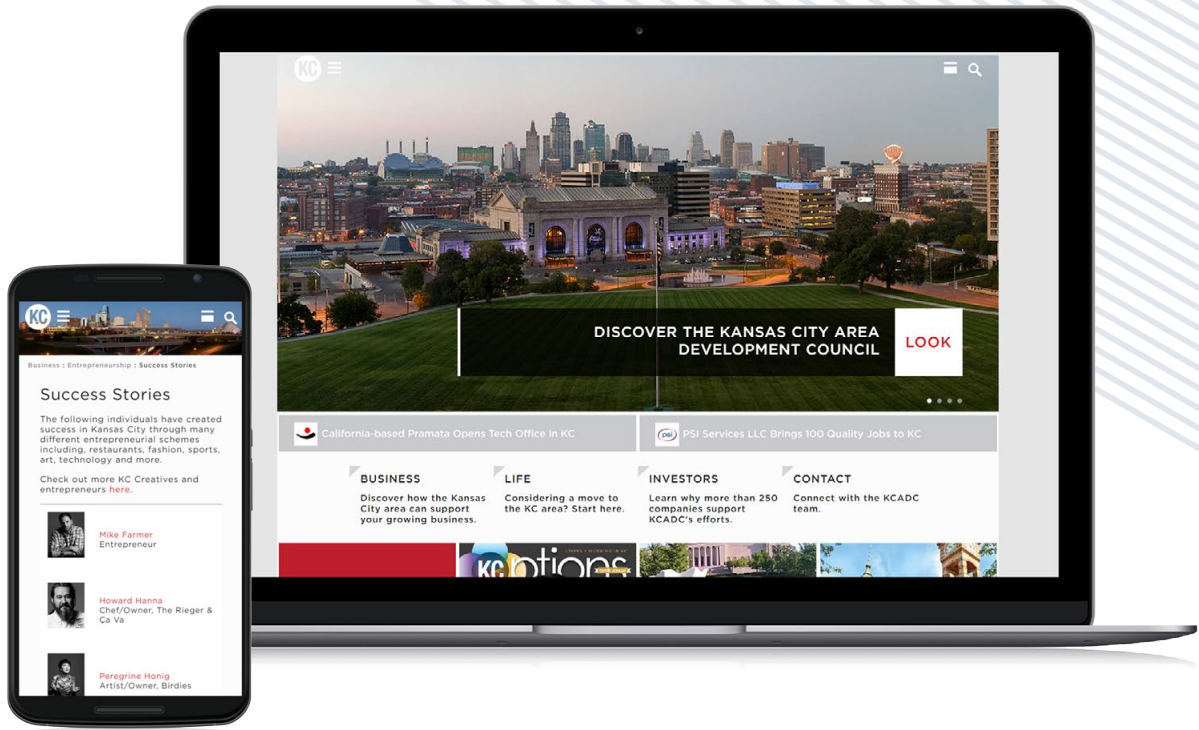 KC
DISCOVER THE KANSAS CITY AREA
DEVELOPMENT COUNCIL
LOOK
California-based Pramata Opens Tech Office in KC
PSI
PSI Services LLC Brings 100 Quality Jobs to KC
BUSINESS
Discover how the Kansas
City area can support
your growing business.
LIFE
Considering a move to
the KC area? Start here.
INVESTORS
Learn why more than 250
companies support
KCADC's efforts.
CONTACT
Connect with the KCADC
team.
KC options
KC
Business : Entrepreneurship : Success Stories
Success Stories
The following individuals have created
success in Kansas City through many
different entrepreneurial schemes
including, restaurants, fashion, sports,
art, technology and more.
Check out more KC Creatives and
entrepreneurs here.
Mike Farmer
Entrepreneur
Howard Hanna
Chef/Owner, The Rieger &
Ça Va
Peregrine Honig
Artist/Owner, Birdies